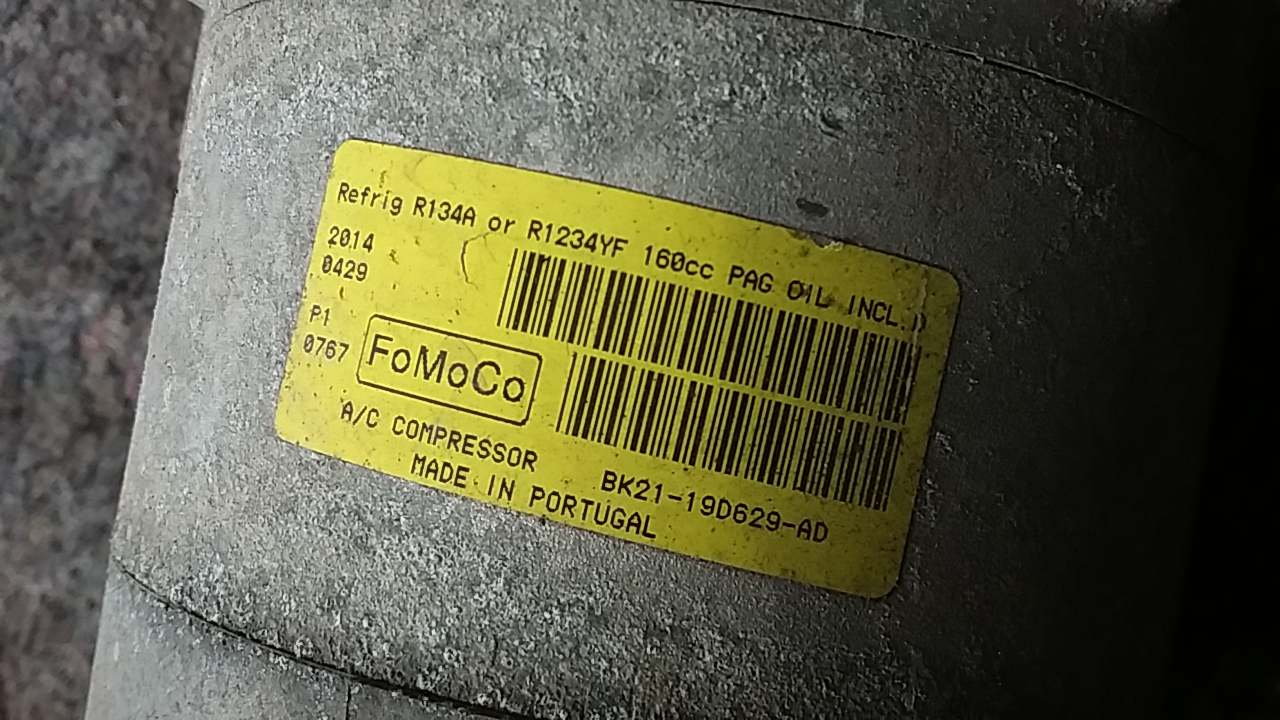 Refrig R134A or R1234YF 160cc PAG OIL INCL.D
2014
0429
P1
0767
FoMoCo
A/C COMPRESSOR
BK21-19D629-AD
MADE IN PORTUGAL